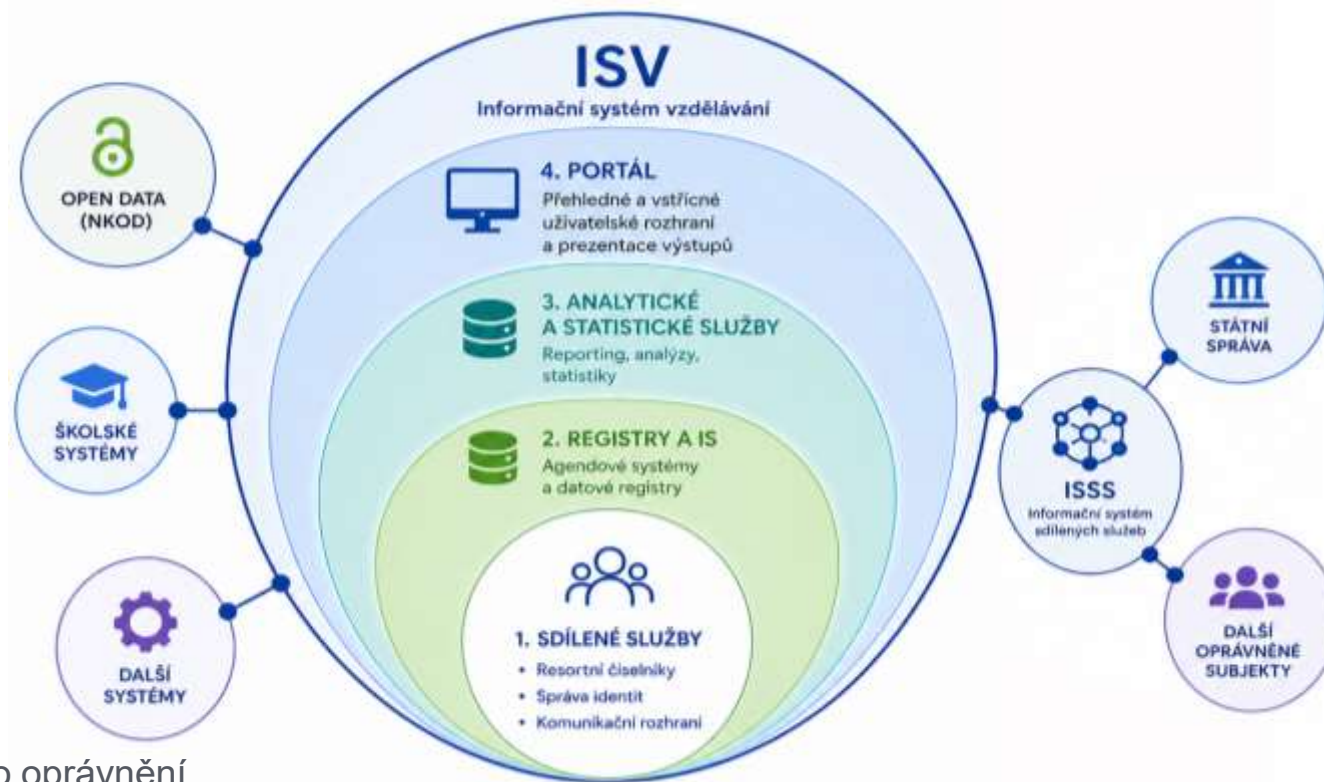 ISV
Informační systém vzdělávání
OPEN DATA
(NKOD)
ŠKOLSKÉ
SYSTÉMY
DALŠÍ
SYSTÉMY
4. PORTÁL
Přehledné a vstřícné
uživatelské rozhraní
a prezentace výstupů
3. ANALYTICKÉ
A STATISTICKÉ SLUŽBY
Reporting, analýzy,
statistiky
2. REGISTRY A IS
Agendové systémy
a datové registry
1. SDÍLENÉ SLUŽBY
• Resortní číselníky
• Správa identit
• Komunikační rozhraní
STÁTNÍ
SPRÁVA
ISSS
Informační systém
sdílených služeb
DALŠÍ
OPRÁVNĚNÉ
SUBJEKTY
o oprávnění